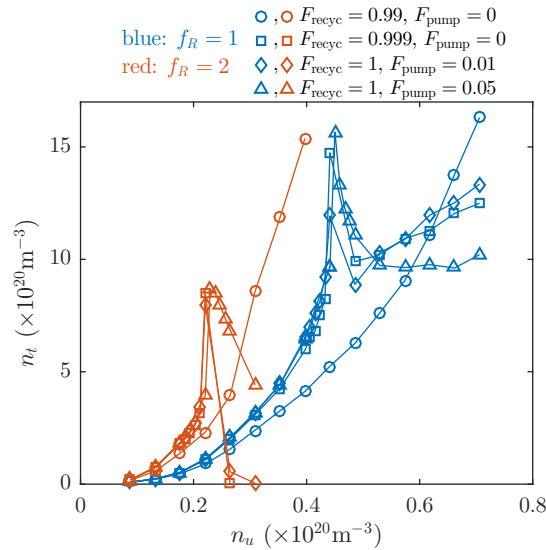 blue: f_R = 1
red: f_R = 2
, F_recyc = 0.99, F_pump = 0
, F_recyc = 0.999, F_pump = 0
, F_recyc = 1, F_pump = 0.01
, F_recyc = 1, F_pump = 0.05
15
10
5
0
n_t (×10^20 m^−3)
0 0.2 0.4 0.6 0.8
n_u (×10^20 m^−3)